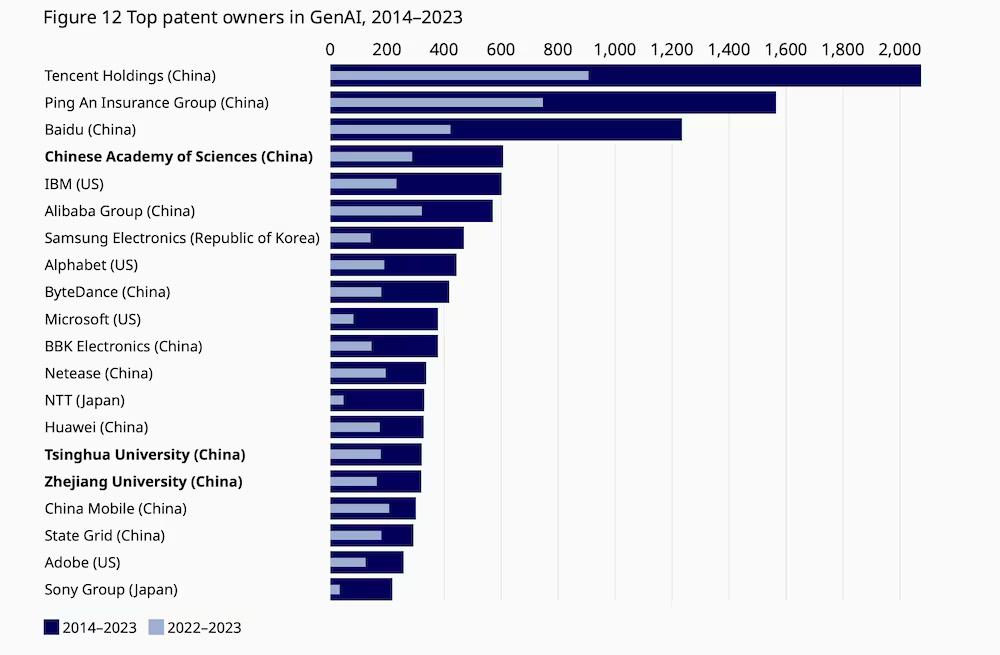 Figure 12 Top patent owners in GenAI, 2014–2023
0 200 400 600 800 1,000 1,200 1,400 1,600 1,800 2,000
Tencent Holdings (China)
Ping An Insurance Group (China)
Baidu (China)
Chinese Academy of Sciences (China)
IBM (US)
Alibaba Group (China)
Samsung Electronics (Republic of Korea)
Alphabet (US)
ByteDance (China)
Microsoft (US)
BBK Electronics (China)
Netease (China)
NTT (Japan)
Huawei (China)
Tsinghua University (China)
Zhejiang University (China)
China Mobile (China)
State Grid (China)
Adobe (US)
Sony Group (Japan)
2014–2023 2022–2023